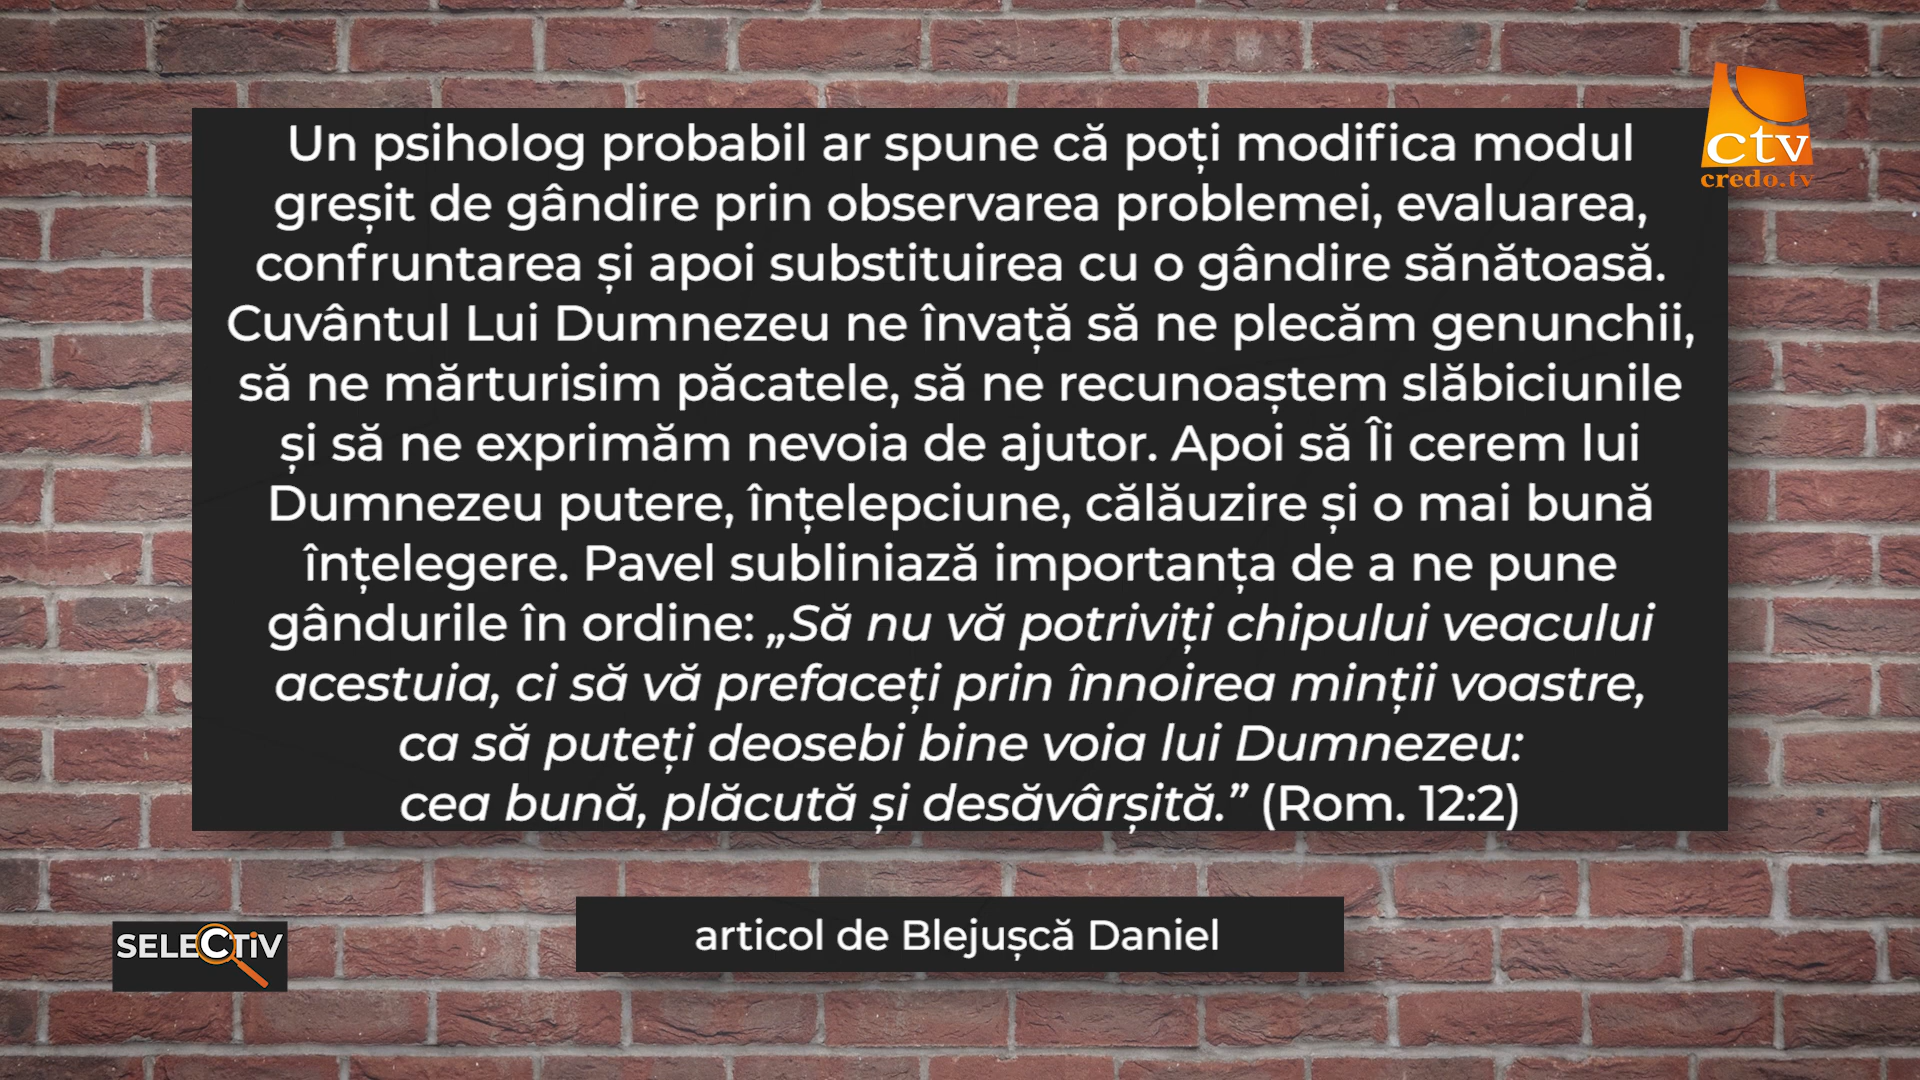 Un psiholog probabil ar spune că poți modifica modul
greșit de gândire prin observarea problemei, evaluarea,
confruntarea și apoi substituirea cu o gândire sănătoasă.
Cuvântul Lui Dumnezeu ne învață să ne plecăm genunchii,
să ne mărturisim păcatele, să ne recunoaștem slăbiciunile
și să ne exprimăm nevoia de ajutor. Apoi să Îi cerem lui
Dumnezeu putere, înțelepciune, călăuzire și o mai bună
înțelegere. Pavel subliniază importanța de a ne pune
gândurile în ordine: „Să nu vă potriviți chipului veacului
acestuia, ci să vă prefaceți prin înnoirea minții voastre,
ca să puteți deosebi bine voia lui Dumnezeu:
cea bună, plăcută și desăvârșită.” (Rom. 12:2)
ctv
credo.tv
articol de Blejușcă Daniel
SELECTiV